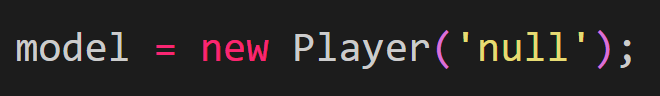 model = new Player('null');